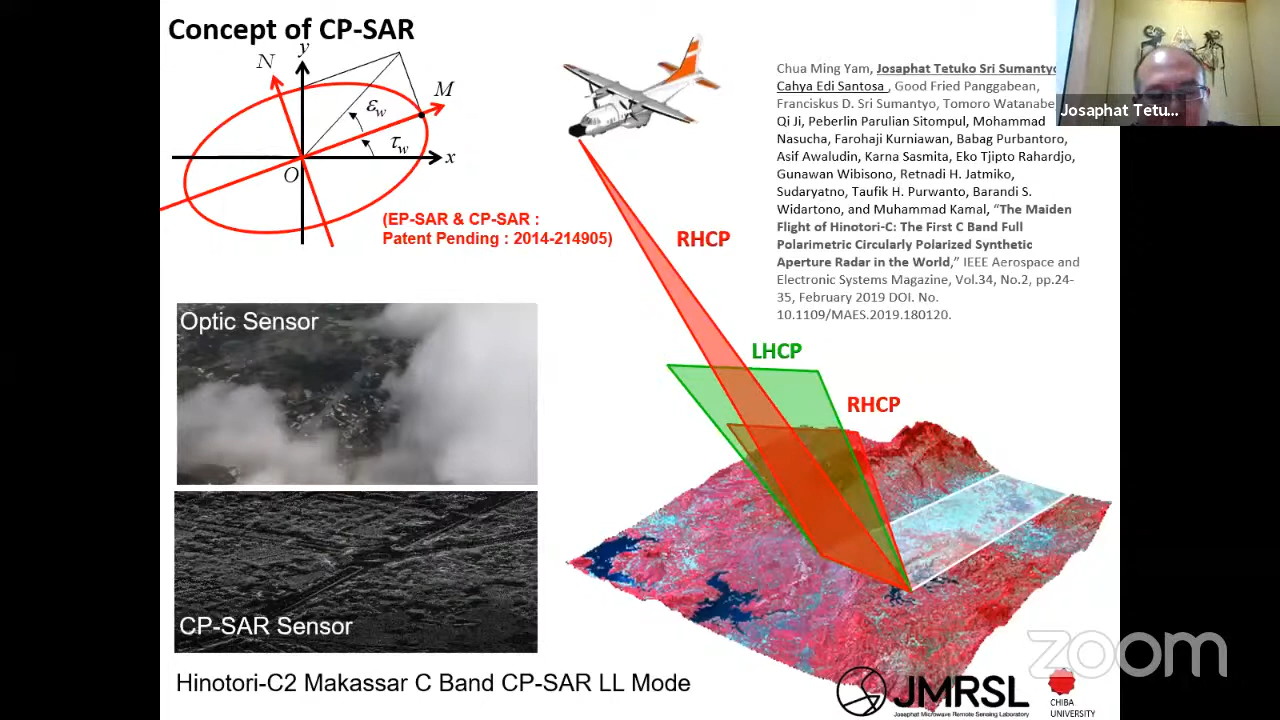 Concept of CP-SAR
y
N
M
εw
τw
x
O
(EP-SAR & CP-SAR :
Patent Pending : 2014-214905)
Chua Ming Yam, Josaphat Tetuko Sri Sumantyo
Cahya Edi Santosa , Good Fried Panggabean,
Franciskus D. Sri Sumantyo, Tomoro Watanabe
Qi Ji, Peberlin Parulian Sitompul, Mohammad
Nasucha, Farohaji Kurniawan, Babag Purbantoro,
Asif Awaludin, Karna Sasmita, Eko Tjipto Rahardjo,
Gunawan Wibisono, Retnadi H. Jatmiko,
Sudaryatno, Taufik H. Purwanto, Barandi S.
Widartono, and Muhammad Kamal, “The Maiden
Flight of Hinotori-C: The First C Band Full
Polarimetric Circularly Polarized Synthetic
Aperture Radar in the World,” IEEE Aerospace and
Electronic Systems Magazine, Vol.34, No.2, pp.24-
35, February 2019 DOI. No.
10.1109/MAES.2019.180120.
Josaphat Tetu...
RHCP
LHCP
RHCP
Optic Sensor
CP-SAR Sensor
Hinotori-C2 Makassar C Band CP-SAR LL Mode
zoom
JMRSL
Josaphat Microwave Remote Sensing Laboratory
CHIBA
UNIVERSITY